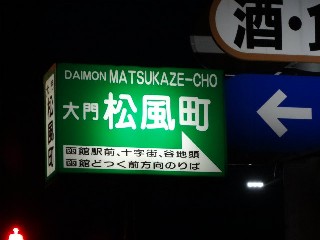 酒・
DAIMON MATSUKAZE-CHO
大門 松風町
函館駅前、十字街、谷地頭
函館どつく前方向のりば
松風町